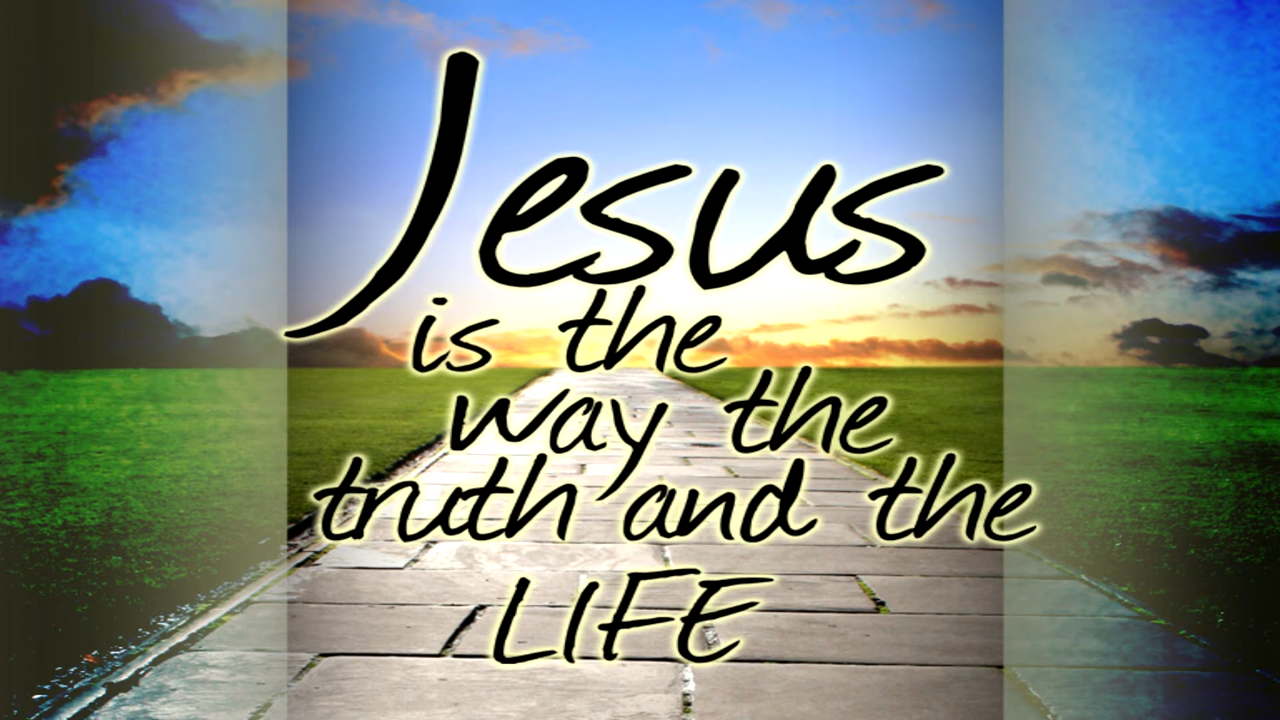 Jesus
is the
way the
truth and the
LIFE